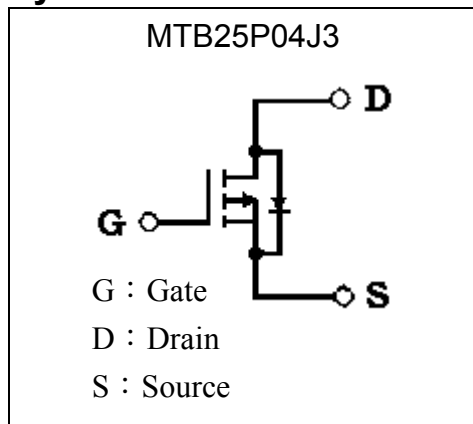 MTB25P04J3
D
G
S
G：Gate
D：Drain
S：Source